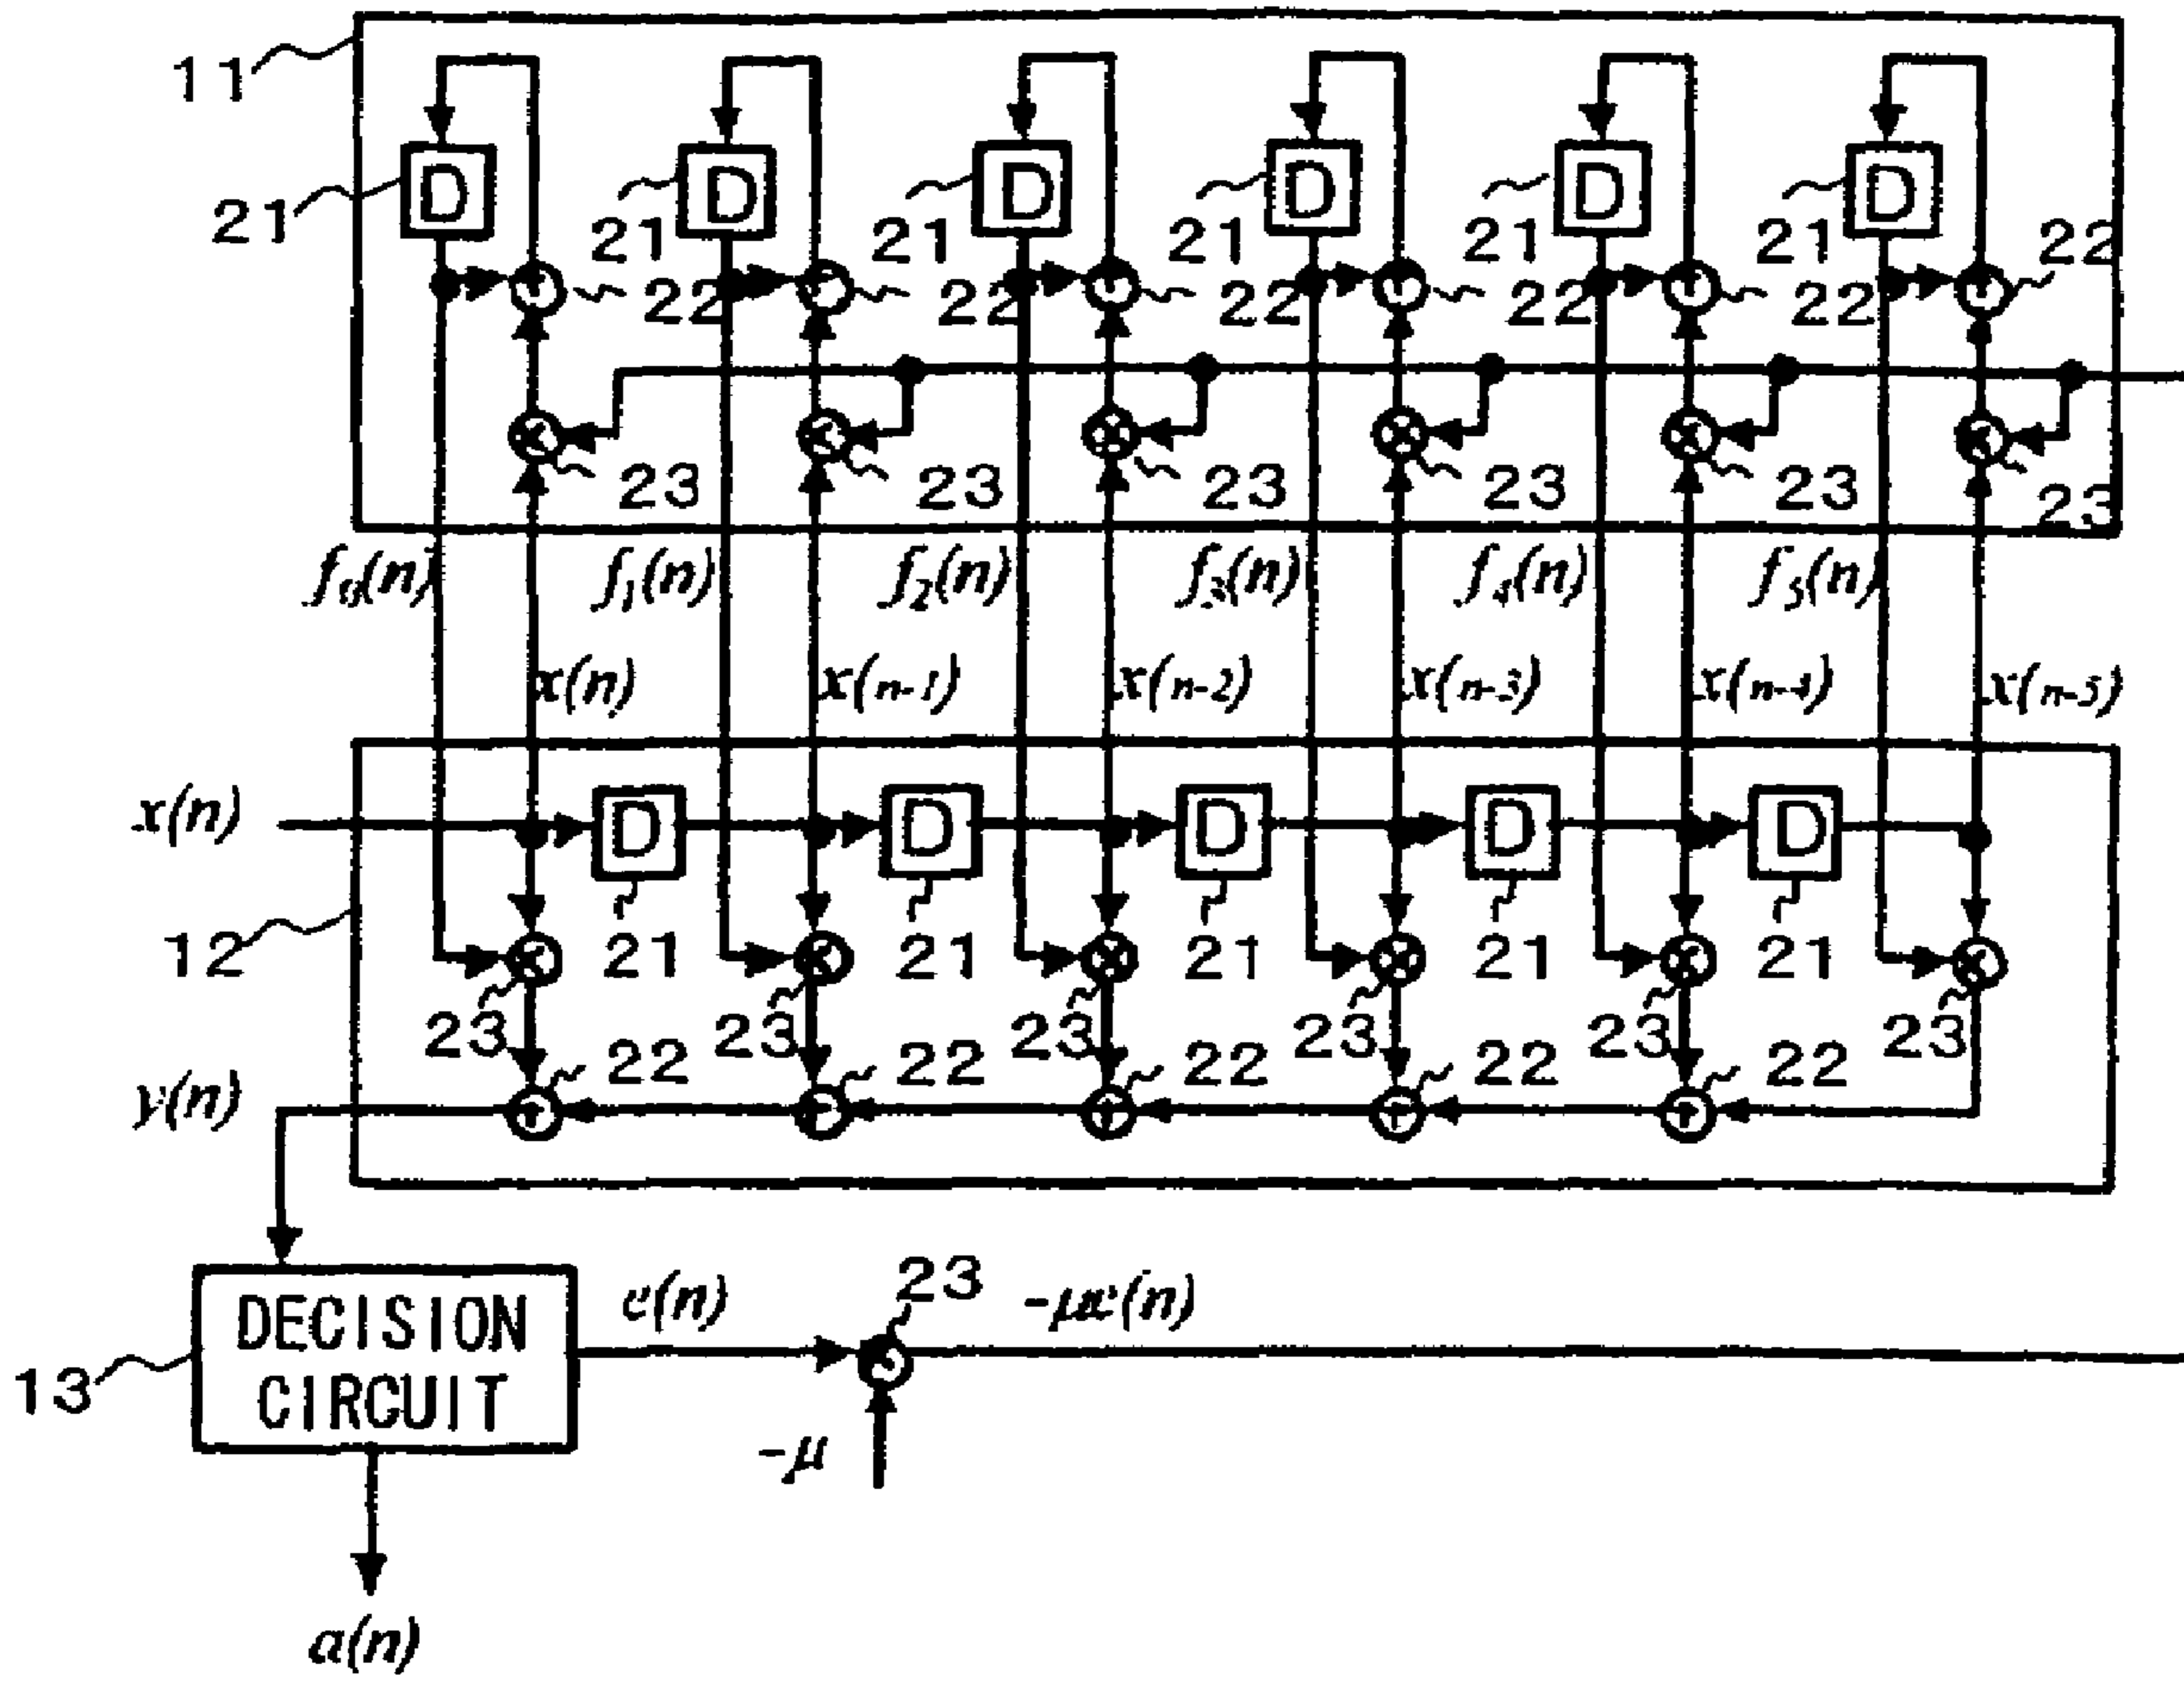 11
D D D D D D
21 21 21 21 21 21 22
22 22 22 22 22
23 23 23 23 23 23
f₀(n) f₁(n) f₂(n) f₃(n) f₄(n) f₅(n)
x(n) x(n-1) x(n-2) x(n-3) x(n-4) x(n-5)
x(n) D D D D D
12 21 21 21 21 21
23 23 23 23 23 23
22 22 22 22 22
y(n)
23
e(n) -μe(n)
DECISION
CIRCUIT
13
-μ
a(n)